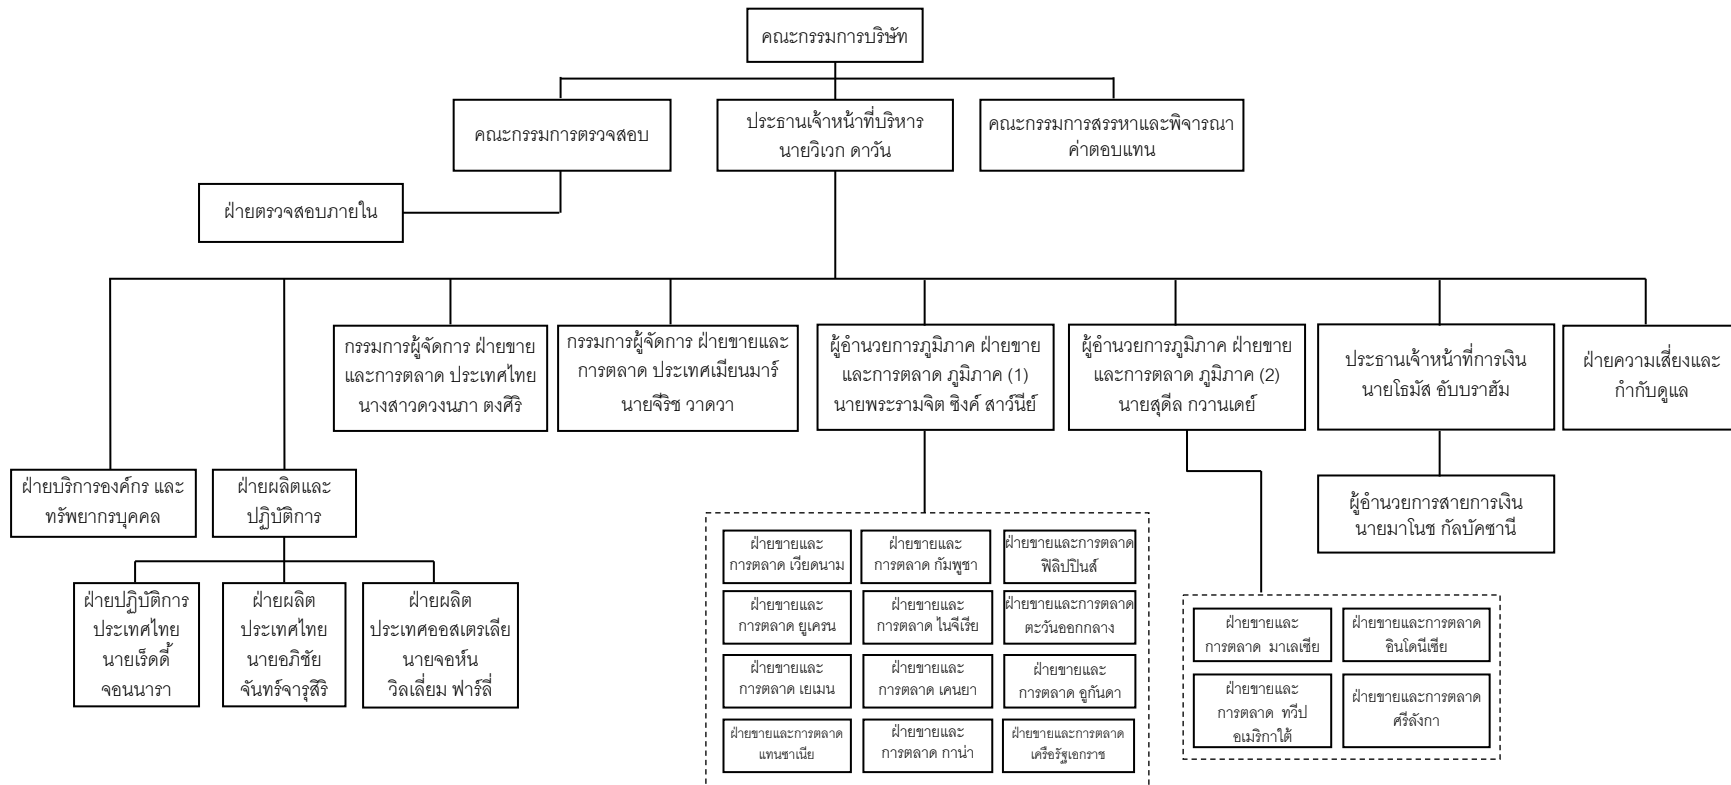 คณะกรรมการบริษัท
คณะกรรมการตรวจสอบ
ประธานเจ้าหน้าที่บริหาร
นายวิเวก ดาวัน
คณะกรรมการสรรหาและพิจารณา
ค่าตอบแทน
ฝ่ายตรวจสอบภายใน
กรรมการผู้จัดการ ฝ่ายขาย
และการตลาด ประเทศไทย
นางสาวดวงนภา ตงศิริ
กรรมการผู้จัดการ ฝ่ายขายและ
การตลาด ประเทศเมียนมาร์
นายจีริช วาดวา
ผู้อำนวยการภูมิภาค ฝ่ายขาย
และการตลาด ภูมิภาค (1)
นายพระรามจิต ซิงค์ สาว์นีย์
ผู้อำนวยการภูมิภาค ฝ่ายขาย
และการตลาด ภูมิภาค (2)
นายสุดีล กวานเดย์
ประธานเจ้าหน้าที่การเงิน
นายโธมัส อับบราฮัม
ฝ่ายความเสี่ยงและ
กำกับดูแล
ฝ่ายบริการองค์กร และ
ทรัพยากรบุคคล
ฝ่ายผลิตและ
ปฏิบัติการ
ผู้อำนวยการสายการเงิน
นายมาโนช กัลบัคซานี
ฝ่ายปฏิบัติการ
ประเทศไทย
นายเร็ดดี้
จอนนารา
ฝ่ายผลิต
ประเทศไทย
นายอภิชัย
จันทร์จารุสิริ
ฝ่ายผลิต
ประเทศออสเตรเลีย
นายจอห์น
วิลเลี่ยม ฟาร์ลี่
ฝ่ายขายและ
การตลาด เวียดนาม
ฝ่ายขายและ
การตลาด กัมพูชา
ฝ่ายขายและการตลาด
ฟิลิปปินส์
ฝ่ายขายและ
การตลาด ยูเครน
ฝ่ายขายและ
การตลาด ไนจีเรีย
ฝ่ายขายและการตลาด
ตะวันออกกลาง
ฝ่ายขายและ
การตลาด เยเมน
ฝ่ายขายและ
การตลาด เคนยา
ฝ่ายขายและ
การตลาด อูกันดา
ฝ่ายขายและการตลาด
แทนซาเนีย
ฝ่ายขายและ
การตลาด กาน่า
ฝ่ายขายและการตลาด
เครือรัฐเอกราช
ฝ่ายขายและ
การตลาด มาเลเซีย
ฝ่ายขายและการตลาด
อินโดนีเซีย
ฝ่ายขายและ
การตลาด ทวีป
อเมริกาใต้
ฝ่ายขายและการตลาด
ศรีลังกา